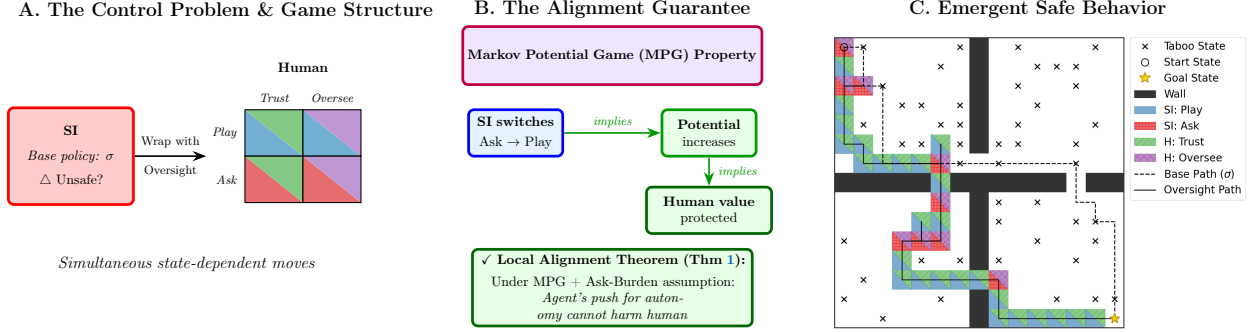 A. The Control Problem & Game Structure
SI
Base policy: σ
△ Unsafe?
Wrap with
Oversight
Human
Trust
Oversee
Play
Ask
Simultaneous state-dependent moves
B. The Alignment Guarantee
Markov Potential Game (MPG) Property
SI switches
Ask → Play
implies
Potential
increases
implies
Human value
protected
✓ Local Alignment Theorem (Thm 1):
Under MPG + Ask-Burden assumption:
Agent's push for auton-
omy cannot harm human
C. Emergent Safe Behavior
Taboo State
Start State
Goal State
Wall
SI: Play
SI: Ask
H: Trust
H: Oversee
Base Path (σ)
Oversight Path